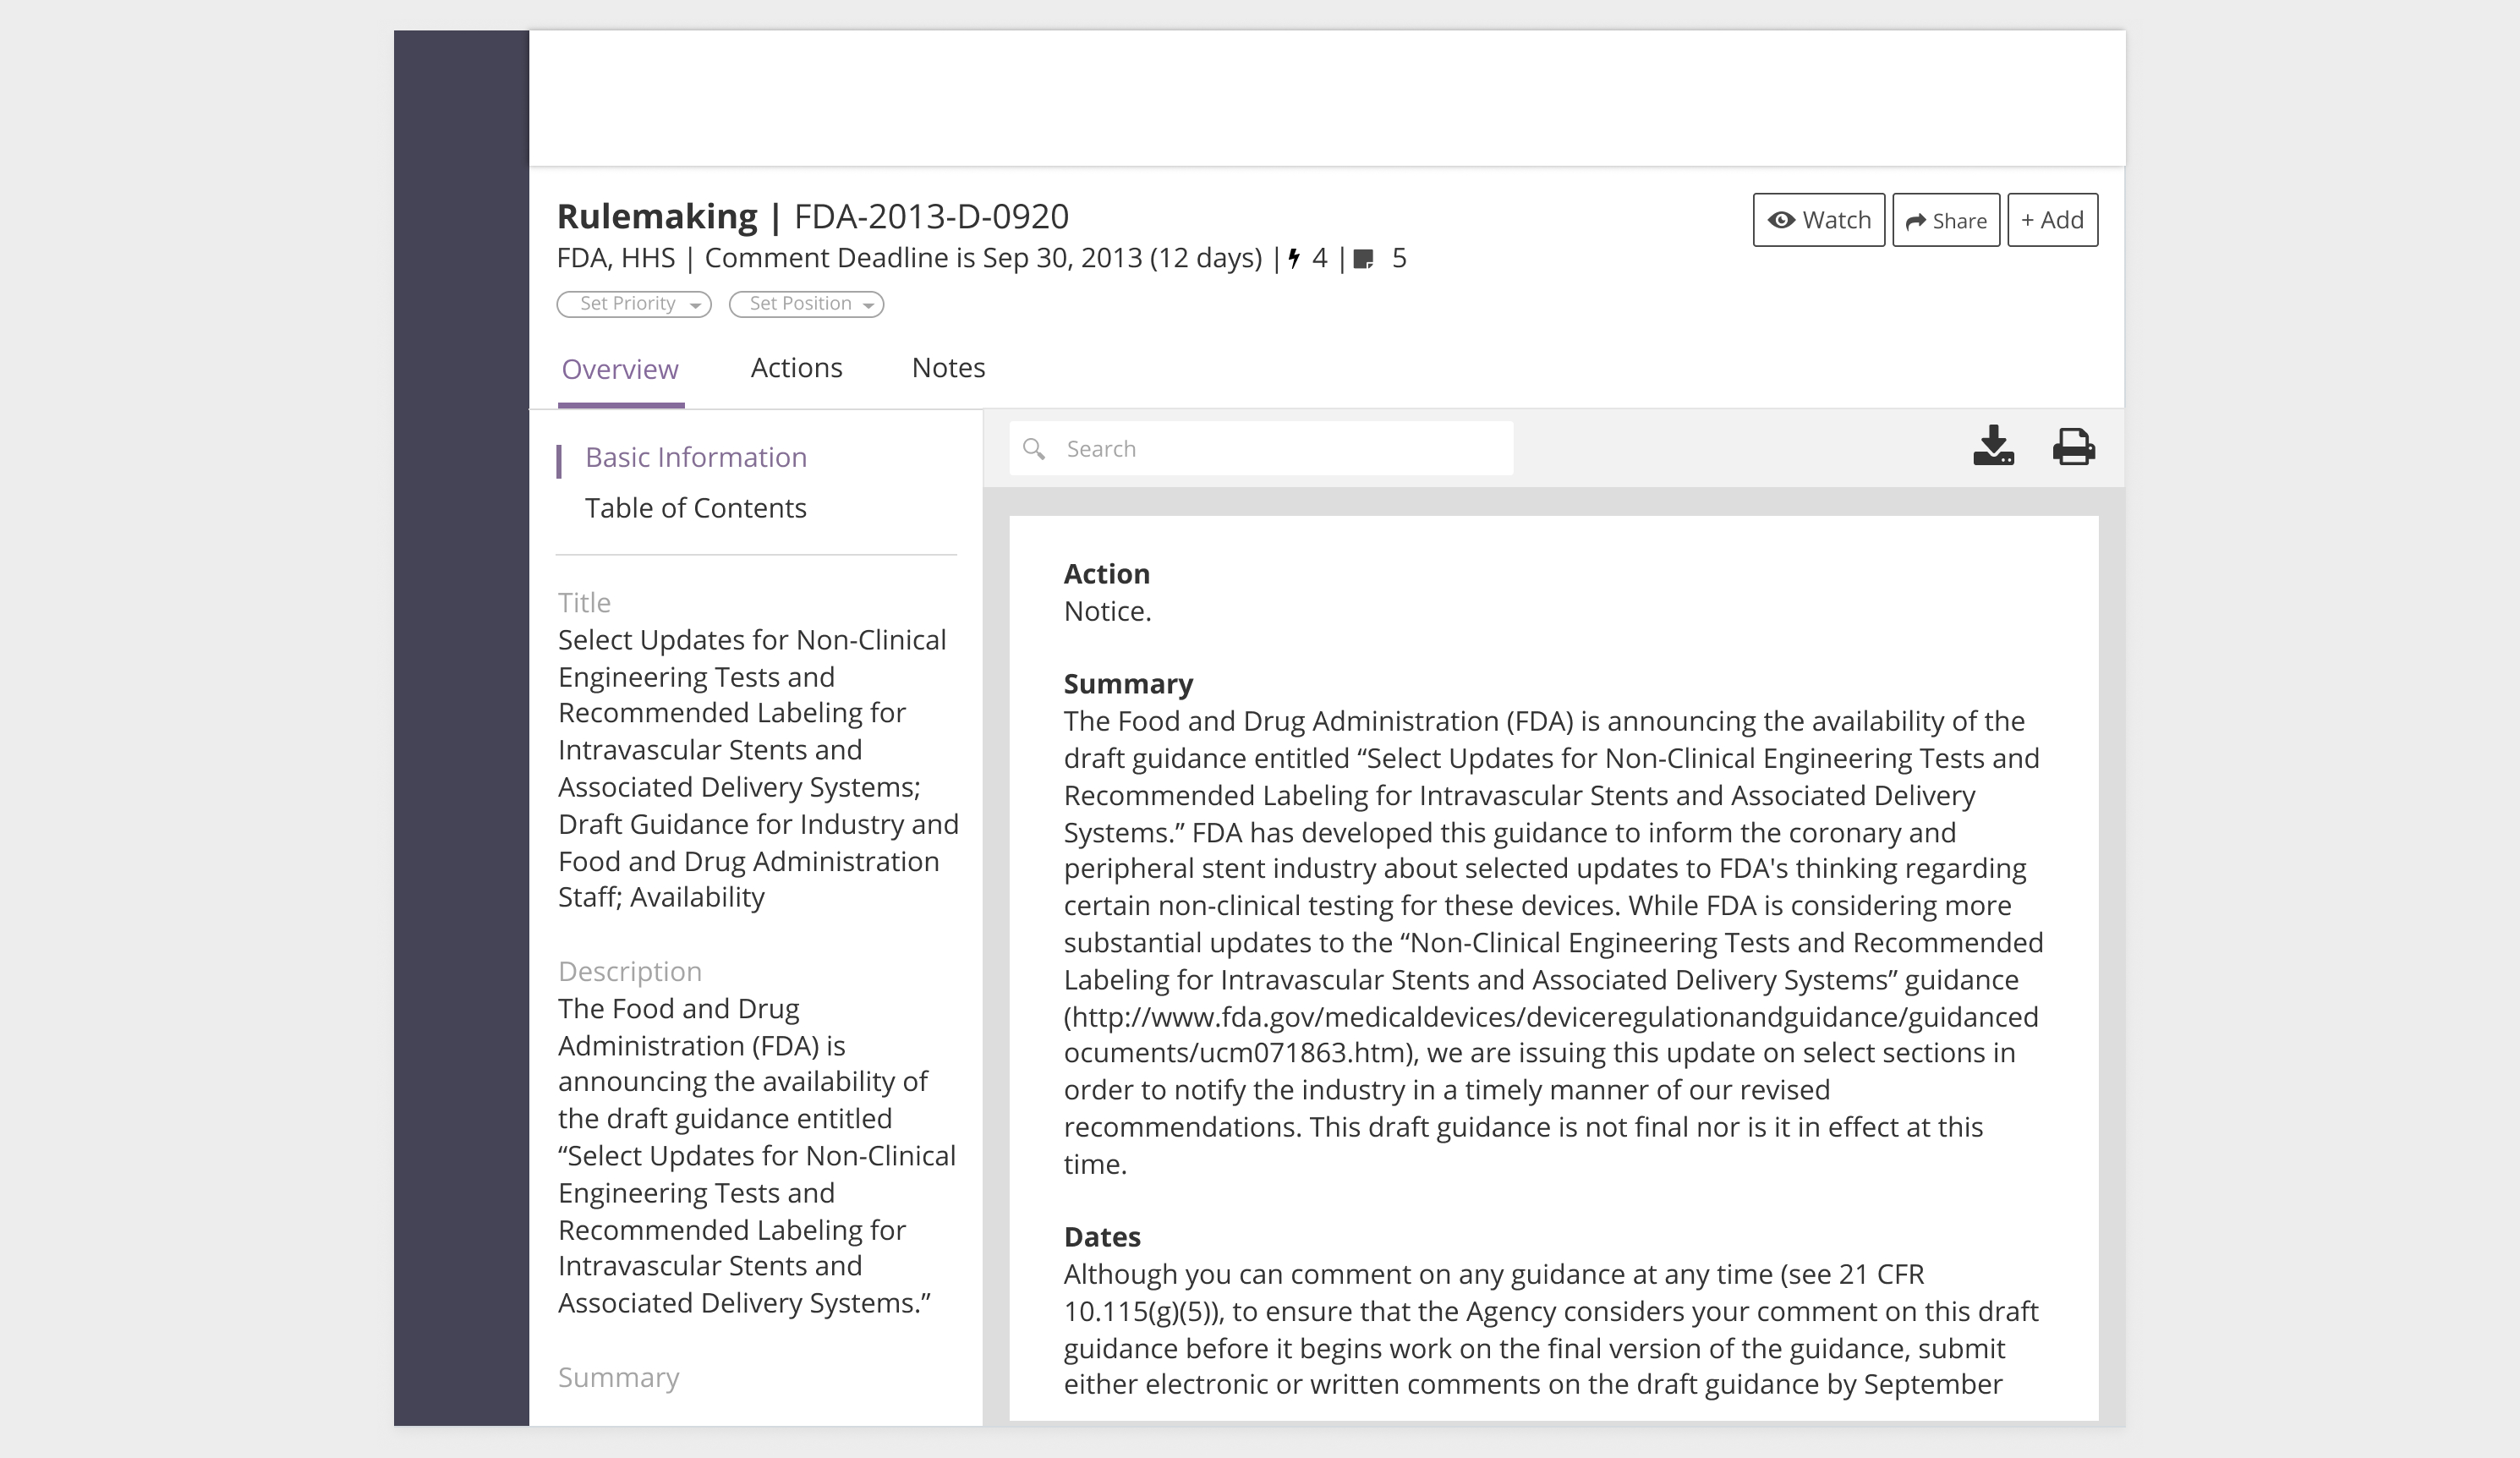 Rulemaking | FDA-2013-D-0920
FDA, HHS | Comment Deadline is Sep 30, 2013 (12 days) | 4 | 5
Watch
Share
+ Add
Set Priority
Set Position
Overview
Actions
Notes
Basic Information
Table of Contents
Title
Select Updates for Non-Clinical
Engineering Tests and
Recommended Labeling for
Intravascular Stents and
Associated Delivery Systems;
Draft Guidance for Industry and
Food and Drug Administration
Staff; Availability
Description
The Food and Drug
Administration (FDA) is
announcing the availability of
the draft guidance entitled
“Select Updates for Non-Clinical
Engineering Tests and
Recommended Labeling for
Intravascular Stents and
Associated Delivery Systems.”
Summary
Search
Action
Notice.
Summary
The Food and Drug Administration (FDA) is announcing the availability of the
draft guidance entitled “Select Updates for Non-Clinical Engineering Tests and
Recommended Labeling for Intravascular Stents and Associated Delivery
Systems.” FDA has developed this guidance to inform the coronary and
peripheral stent industry about selected updates to FDA's thinking regarding
certain non-clinical testing for these devices. While FDA is considering more
substantial updates to the “Non-Clinical Engineering Tests and Recommended
Labeling for Intravascular Stents and Associated Delivery Systems” guidance
(http://www.fda.gov/medicaldevices/deviceregulationandguidance/guidanced
ocuments/ucm071863.htm), we are issuing this update on select sections in
order to notify the industry in a timely manner of our revised
recommendations. This draft guidance is not final nor is it in effect at this
time.
Dates
Although you can comment on any guidance at any time (see 21 CFR
10.115(g)(5)), to ensure that the Agency considers your comment on this draft
guidance before it begins work on the final version of the guidance, submit
either electronic or written comments on the draft guidance by September